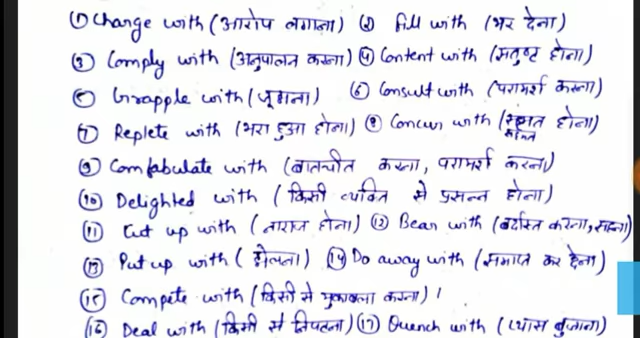 ① Change with (आरोप लगाना) ② Fill with (भर देना)
③ Comply with (अनुपालन करना) ④ Content with (संतुष्ट होना)
⑤ Grapple with (जूझना) ⑥ Consult with (परामर्श करना)
⑦ Replete with (भरा हुआ होना) ⑧ Concur with (सहमत होना)
⑨ Confabulate with (बातचीत करना, परामर्श करना)
⑩ Delighted with (किसी व्यक्ति से प्रसन्न होना)
⑪ Cut up with (नाराज होना) ⑫ Bear with (बर्दास्त करना, सहना)
⑬ Put up with (झेलना) ⑭ Do away with (समाप्त कर देना)
⑮ Compete with (किसी से मुकाबला करना)
⑯ Deal with (किसी से निपटना) ⑰ Quench with (प्यास बुझाना)